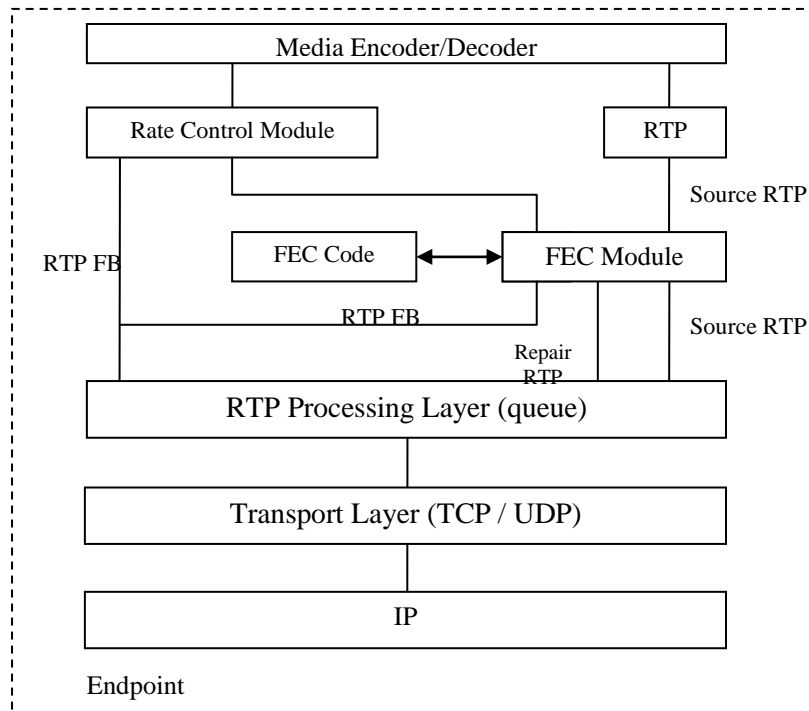 Media Encoder/Decoder
Rate Control Module
RTP
Source RTP
FEC Code
FEC Module
RTP FB
RTP FB
Source RTP
Repair
RTP
RTP Processing Layer (queue)
Transport Layer (TCP / UDP)
IP
Endpoint